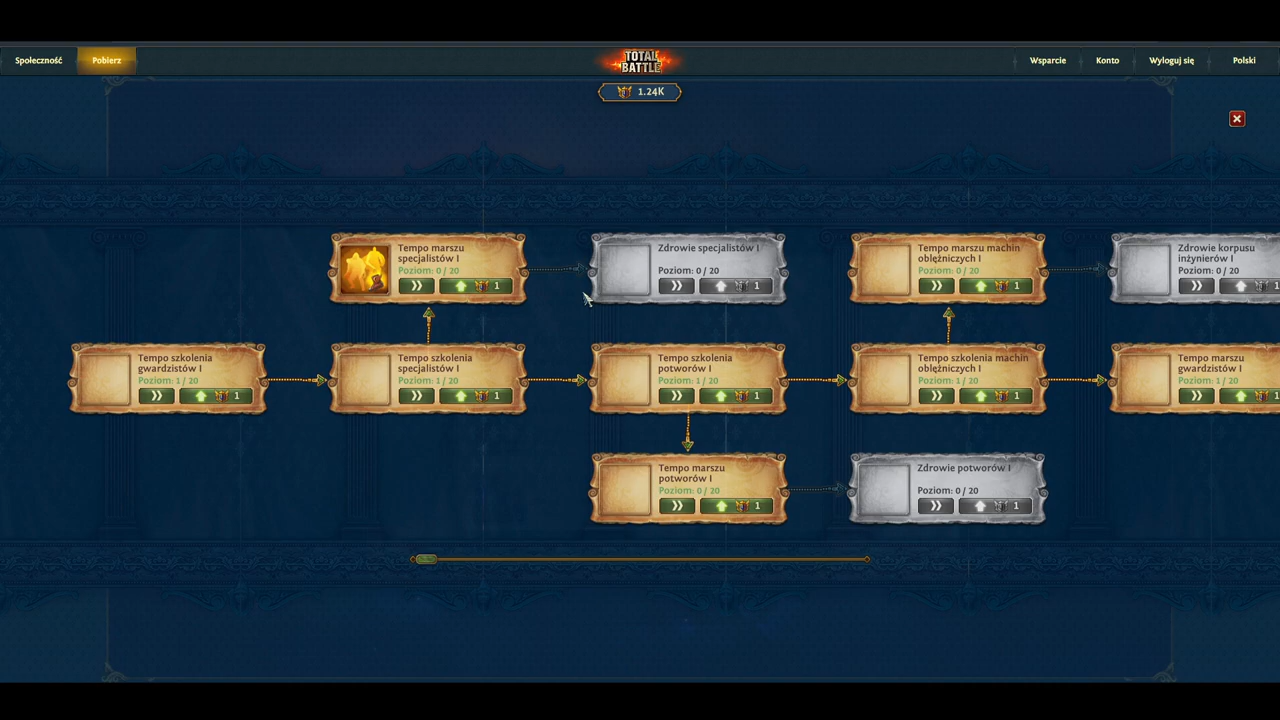 Społeczność
Pobierz
TOTAL
BATTLE
Wsparcie
Konto
Wyloguj się
Polski
1.24K
Tempo marszu
specjalistów I
Poziom: 0 / 20
1
Zdrowie specjalistów I
Poziom: 0 / 20
1
Tempo marszu machin
oblężniczych I
Poziom: 0 / 20
1
Zdrowie korpusu
inżynierów I
Poziom: 0 / 20
1
Tempo szkolenia
gwardzistów I
Poziom: 1 / 20
1
Tempo szkolenia
specjalistów I
Poziom: 1 / 20
1
Tempo szkolenia
potworów I
Poziom: 1 / 20
1
Tempo szkolenia machin
oblężniczych I
Poziom: 1 / 20
1
Tempo marszu
gwardzistów I
Poziom: 1 / 20
1
Tempo marszu
potworów I
Poziom: 0 / 20
1
Zdrowie potworów I
Poziom: 0 / 20
1